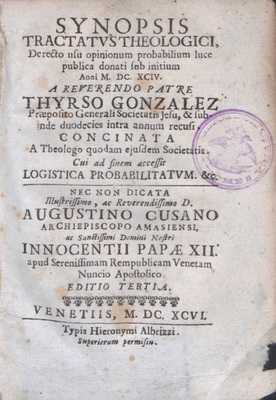 SYNOPSIS
TRACTATVS THEOLOGICI,
De recto usu opinionum probabilium luce
publica donati sub initium
Anni M. DC. XCIV.
A REVERENDO PATRE
THYRSO GONZALEZ
Præposito Generali Societatis Jesu, & sub
inde duodecies intra annum recusi
CONCINATA
A Theologo quodam ejusdem Societatis.
Cui ad finem accessit
LOGISTICA PROBABILITATVM. &c.
NEC NON DICATA
Illustrissimo, ac Reverendissimo D.
AUGUSTINO CUSANO
ARCHIEPISCOPO AMASIENSI,
ac Sanctissimi Domini Nostri
INNOCENTII PAPÆ XII.
apud Serenissimam Rempublicam Venetam
Nuncio Apostolico.
EDITIO TERTIA.
VENETIIS, M. DC. XCVI.
Typis Hieronymi Albrizzi.
Superiorum permissu.